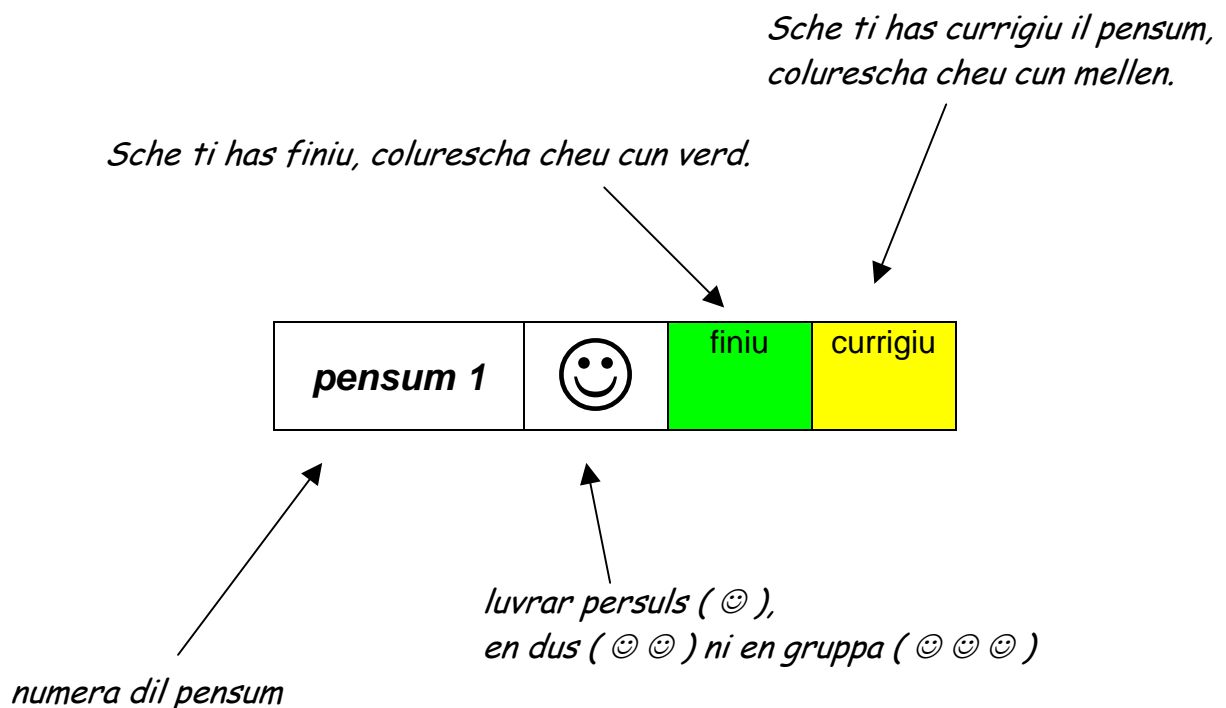 Sche ti has currigiu il pensum,
colurescha cheu cun mellen.
Sche ti has finiu, colurescha cheu cun verd.
pensum 1
finiu
currigiu
luvrar persuls ( ☺ ),
en dus ( ☺ ☺ ) ni en gruppa ( ☺ ☺ ☺ )
numera dil pensum